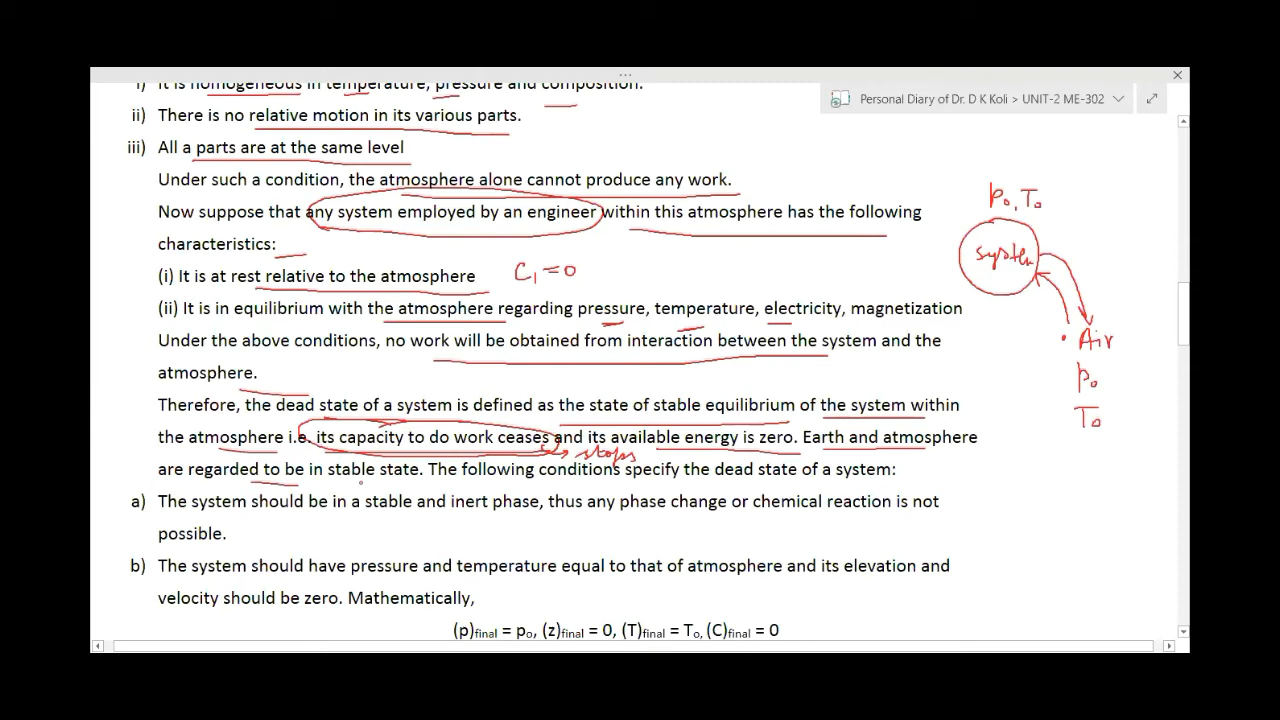 i) It is homogeneous in temperature, pressure and composition.
Personal Diary of Dr. D K Koli > UNIT-2 ME-302
ii) There is no relative motion in its various parts.
iii) All a parts are at the same level
Under such a condition, the atmosphere alone cannot produce any work.
p₀, T₀
Now suppose that any system employed by an engineer within this atmosphere has the following
characteristics:
system
(i) It is at rest relative to the atmosphere
C₁=0
(ii) It is in equilibrium with the atmosphere regarding pressure, temperature, electricity, magnetization
Under the above conditions, no work will be obtained from interaction between the system and the
Air
atmosphere.
p₀
Therefore, the dead state of a system is defined as the state of stable equilibrium of the system within
T₀
the atmosphere i.e. its capacity to do work ceases and its available energy is zero. Earth and atmosphere
→ stops
are regarded to be in stable state. The following conditions specify the dead state of a system:
a) The system should be in a stable and inert phase, thus any phase change or chemical reaction is not
possible.
b) The system should have pressure and temperature equal to that of atmosphere and its elevation and
velocity should be zero. Mathematically,
(p)final = p₀, (z)final = 0, (T)final = T₀, (C)final = 0